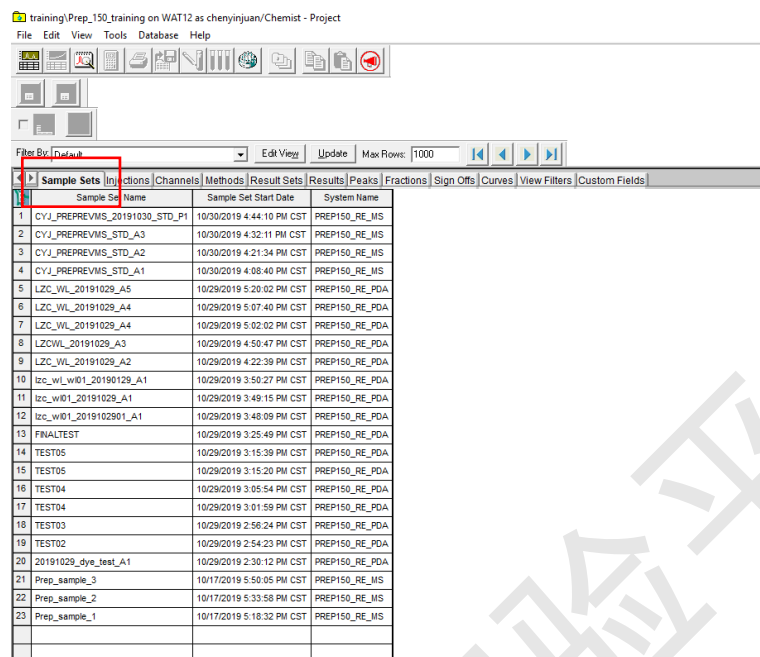 training\Prep_150_training on WAT12 as chenyinjuan/Chemist - Project
File Edit View Tools Database Help
Filter By: Default Edit View Update Max Rows: 1000
Sample Sets Injections Channels Methods Result Sets Results Peaks Fractions Sign Offs Curves View Filters Custom Fields
Sample Set Name Sample Set Start Date System Name
1 CYJ_PREPREVMS_20191030_STD_P1 10/30/2019 4:44:10 PM CST PREP150_RE_MS
2 CYJ_PREPREVMS_STD_A3 10/30/2019 4:32:11 PM CST PREP150_RE_MS
3 CYJ_PREPREVMS_STD_A2 10/30/2019 4:21:34 PM CST PREP150_RE_MS
4 CYJ_PREPREVMS_STD_A1 10/30/2019 4:08:40 PM CST PREP150_RE_MS
5 LZC_WL_20191029_A5 10/29/2019 5:20:02 PM CST PREP150_RE_PDA
6 LZC_WL_20191029_A4 10/29/2019 5:07:40 PM CST PREP150_RE_PDA
7 LZC_WL_20191029_A4 10/29/2019 5:02:02 PM CST PREP150_RE_PDA
8 LZCWL_20191029_A3 10/29/2019 4:50:47 PM CST PREP150_RE_PDA
9 LZC_WL_20191029_A2 10/29/2019 4:22:39 PM CST PREP150_RE_PDA
10 lzc_wl_wl01_20190129_A1 10/29/2019 3:50:27 PM CST PREP150_RE_PDA
11 lzc_wl01_20191029_A1 10/29/2019 3:49:15 PM CST PREP150_RE_PDA
12 lzc_wl01_2019102901_A1 10/29/2019 3:48:09 PM CST PREP150_RE_PDA
13 FINALTEST 10/29/2019 3:25:49 PM CST PREP150_RE_PDA
14 TEST05 10/29/2019 3:15:39 PM CST PREP150_RE_PDA
15 TEST05 10/29/2019 3:15:20 PM CST PREP150_RE_PDA
16 TEST04 10/29/2019 3:05:54 PM CST PREP150_RE_PDA
17 TEST04 10/29/2019 3:01:59 PM CST PREP150_RE_PDA
18 TEST03 10/29/2019 2:56:24 PM CST PREP150_RE_PDA
19 TEST02 10/29/2019 2:54:23 PM CST PREP150_RE_PDA
20 20191029_dye_test_A1 10/29/2019 2:30:12 PM CST PREP150_RE_PDA
21 Prep_sample_3 10/17/2019 5:50:05 PM CST PREP150_RE_MS
22 Prep_sample_2 10/17/2019 5:33:58 PM CST PREP150_RE_MS
23 Prep_sample_1 10/17/2019 5:18:32 PM CST PREP150_RE_MS